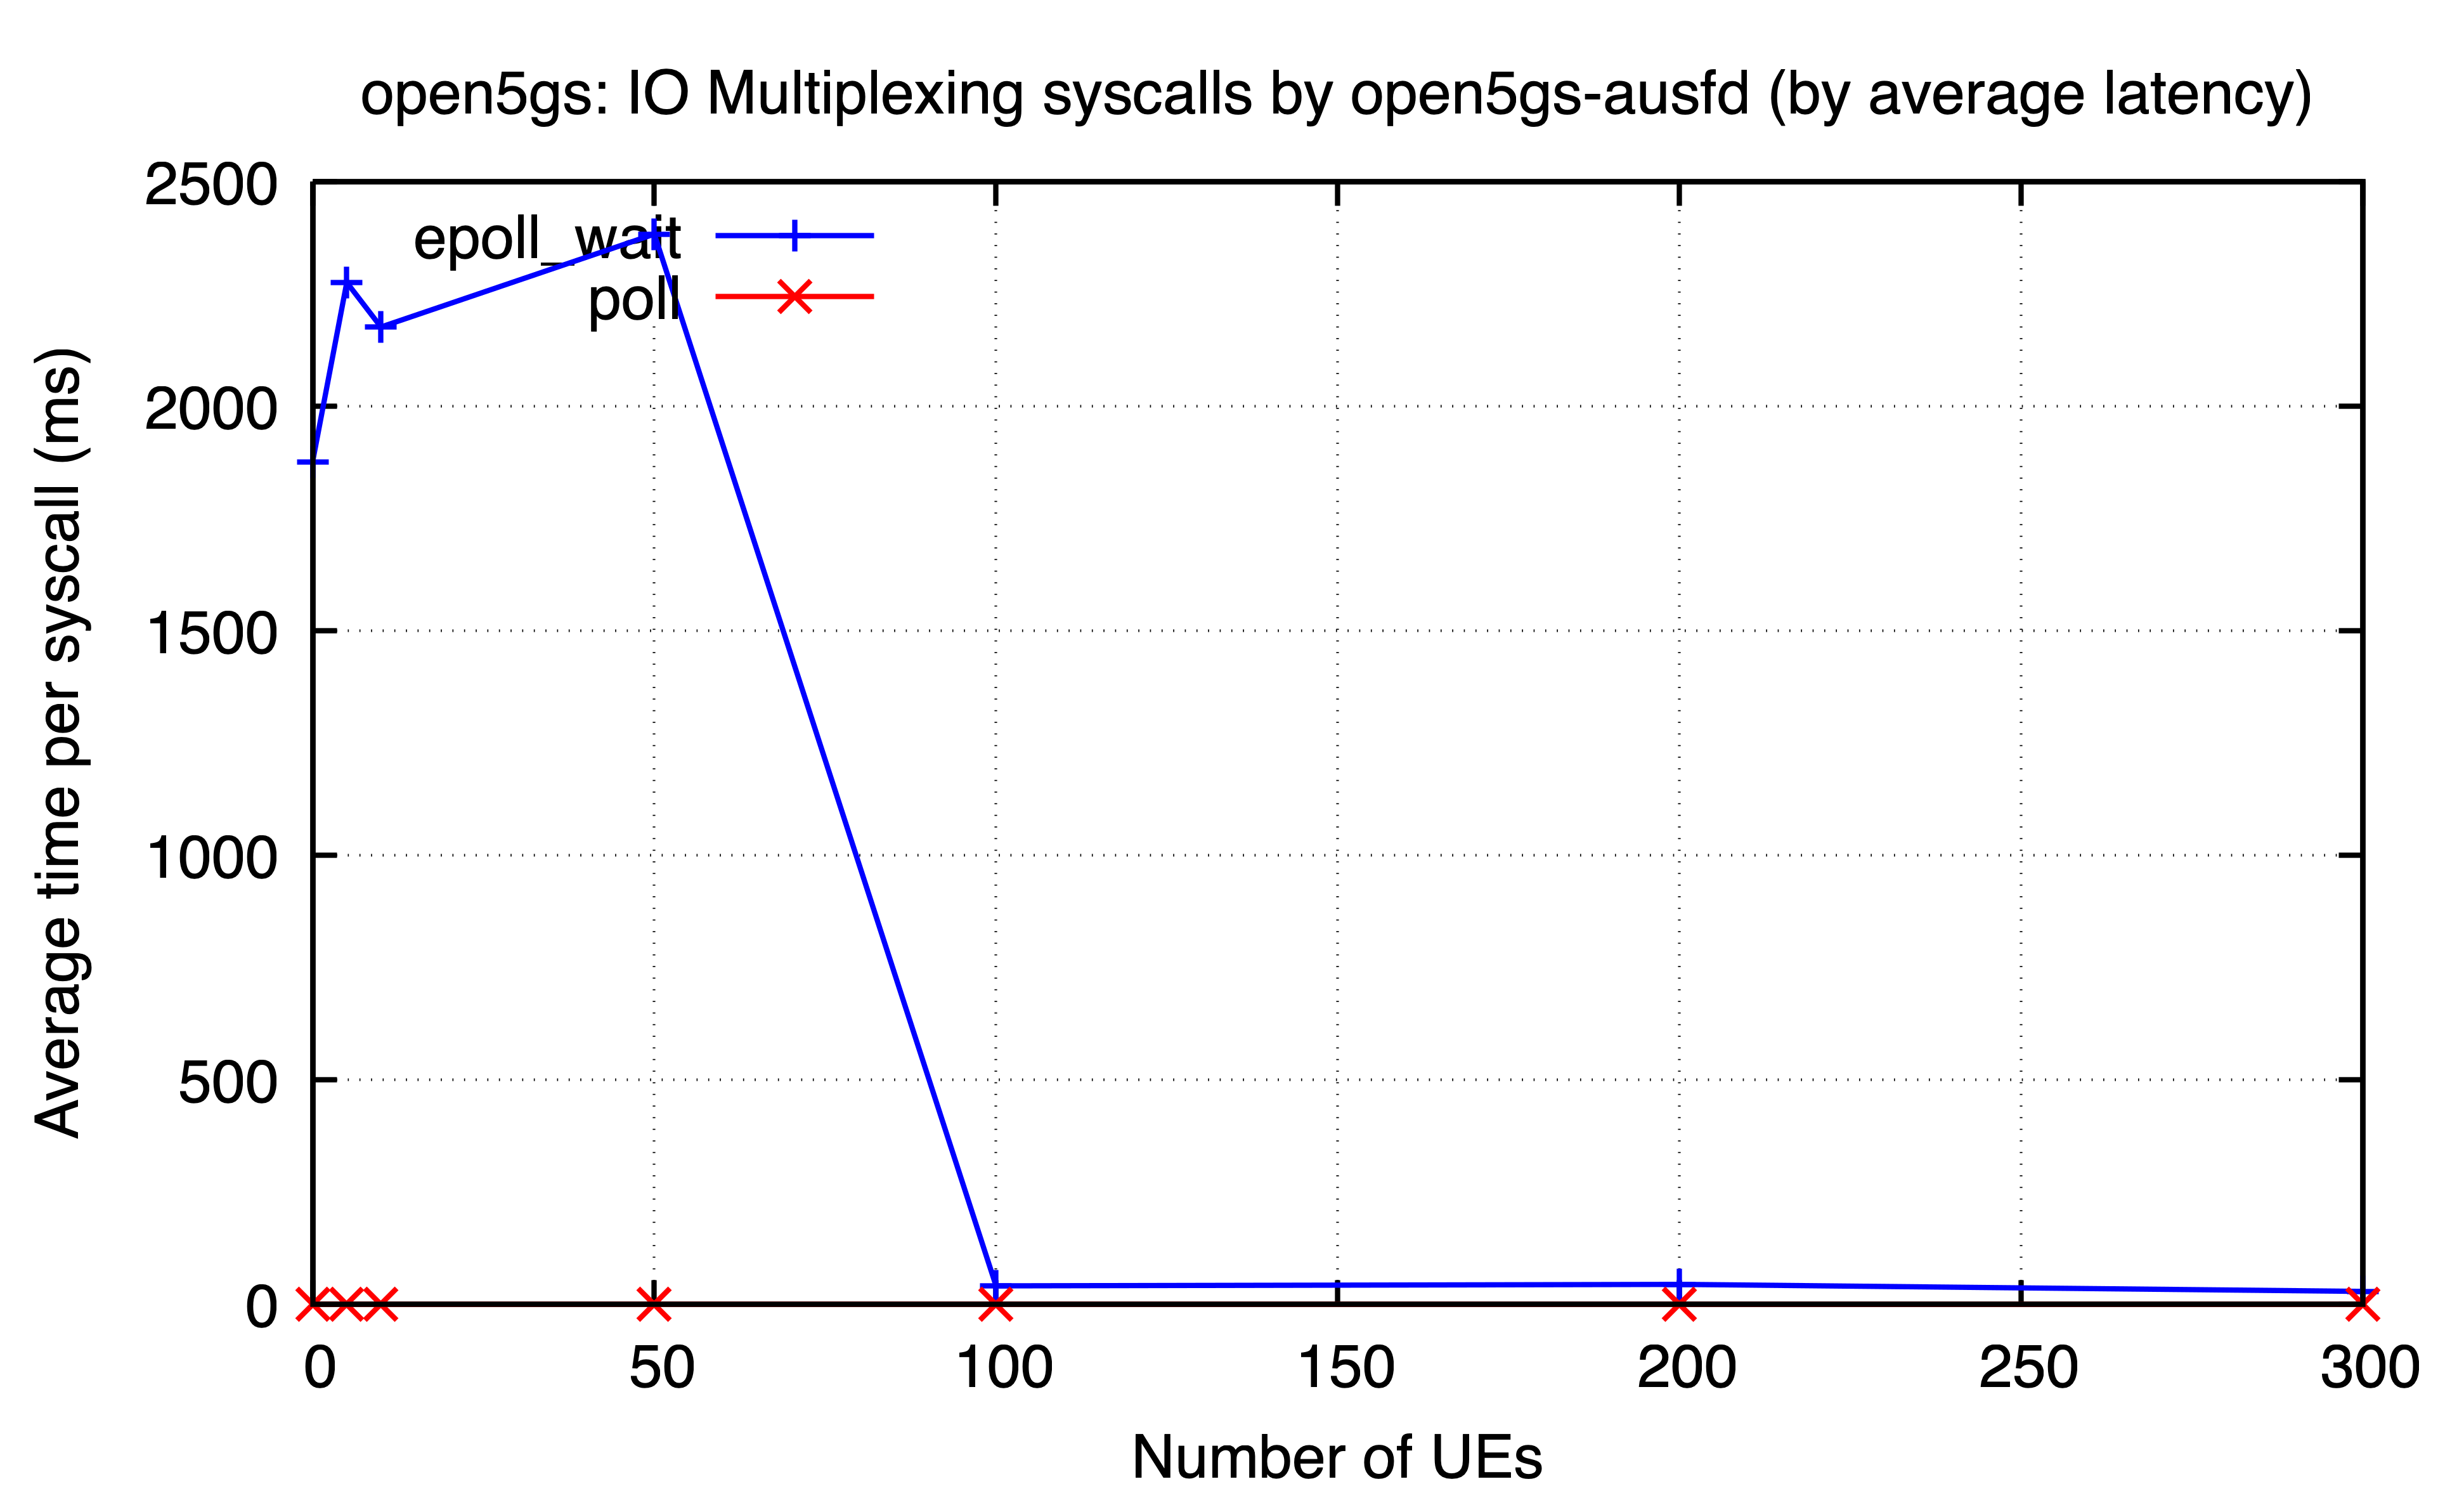 open5gs: IO Multiplexing syscalls by open5gs-ausfd (by average latency)
2500
epoll_wait
poll
2000
1500
1000
500
0
Average time per syscall (ms)
0 50 100 150 200 250 300
Number of UEs